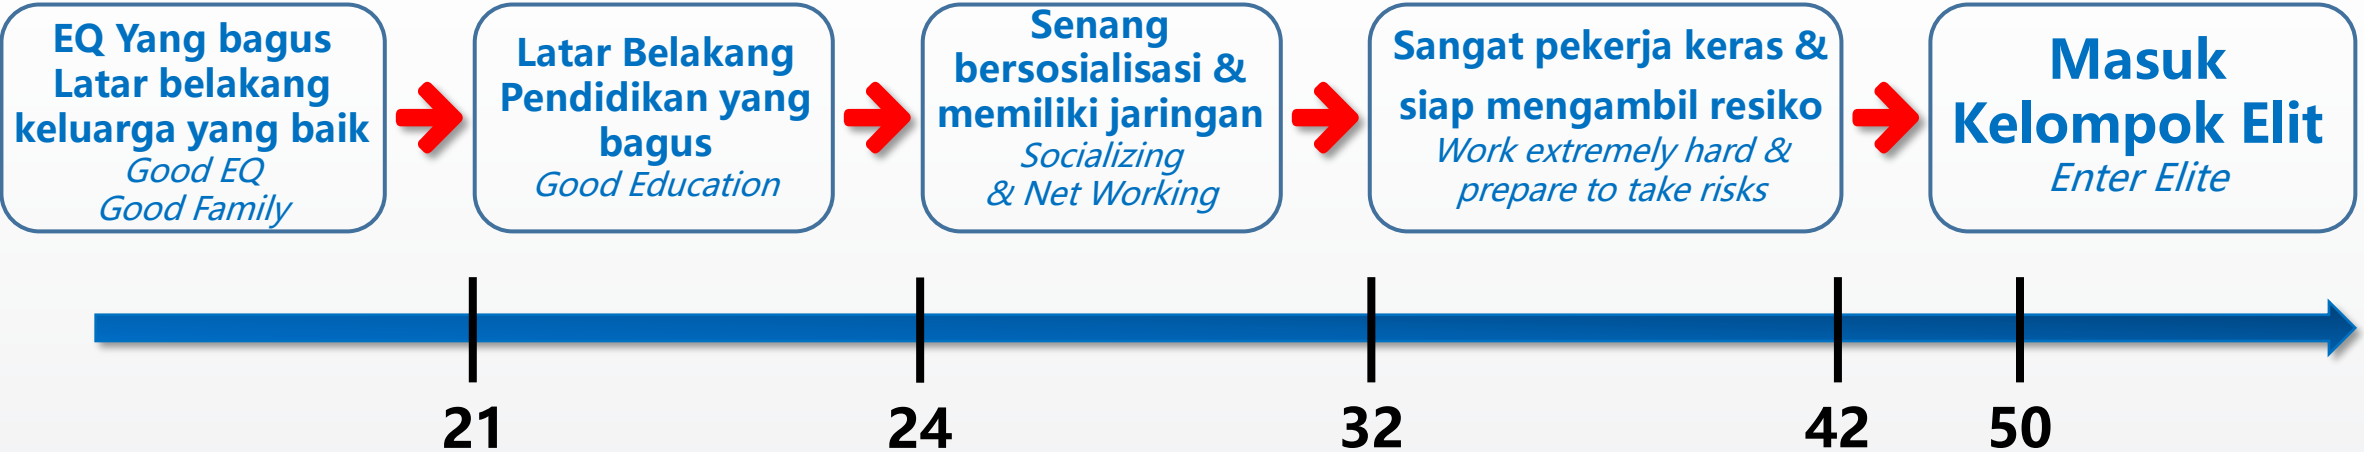 EQ Yang bagus
Latar belakang
keluarga yang baik
Good EQ
Good Family
Latar Belakang
Pendidikan yang
bagus
Good Education
Senang
bersosialisasi &
memiliki jaringan
Socializing
& Net Working
Sangat pekerja keras &
siap mengambil resiko
Work extremely hard &
prepare to take risks
Masuk
Kelompok Elit
Enter Elite
21
24
32
42
50